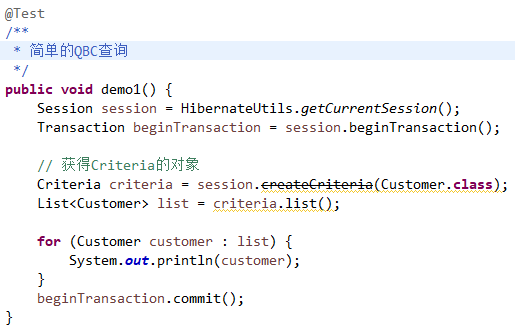 @Test
/**
 * 简单的QBC查询
 */
public void demo1() {
    Session session = HibernateUtils.getCurrentSession();
    Transaction beginTransaction = session.beginTransaction();

    // 获得Criteria的对象
    Criteria criteria = session.createCriteria(Customer.class);
    List<Customer> list = criteria.list();

    for (Customer customer : list) {
        System.out.println(customer);
    }
    beginTransaction.commit();
}